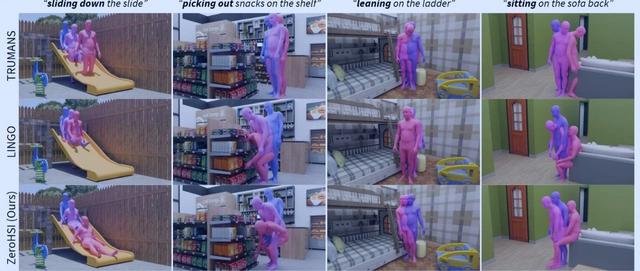 "sliding down the slide"
"picking out snacks on the shelf"
"leaning on the ladder"
"sitting on the sofa back"
TRUMANS
LINGO
ZeroHSI (Ours)